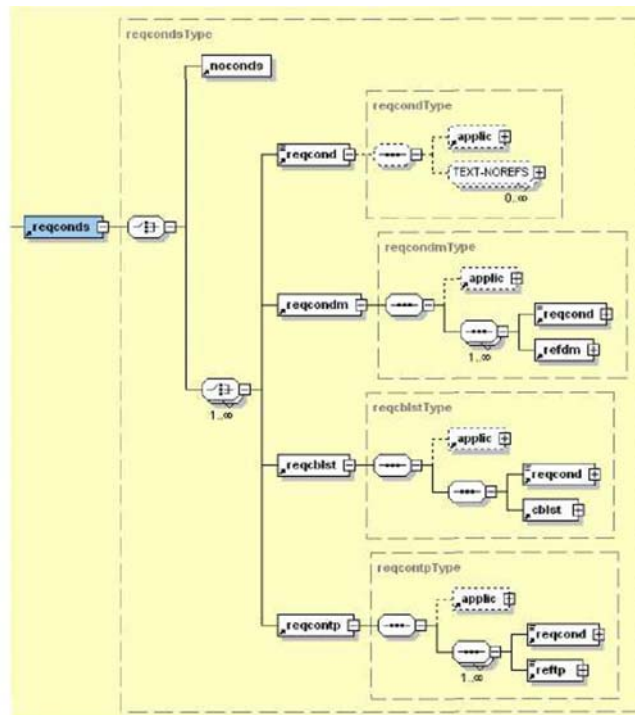 reqcondsType
noconds
reqcondType
applic
reqcond
TEXT-NOREFS
0..∞
reqconds
reqcondmType
applic
reqcond
reqcondm
refdm
1..∞
1..∞
reqcblstType
applic
reqcblst
reqcond
cblst
reqcontpType
applic
reqcontp
reqcond
reftp
1..∞